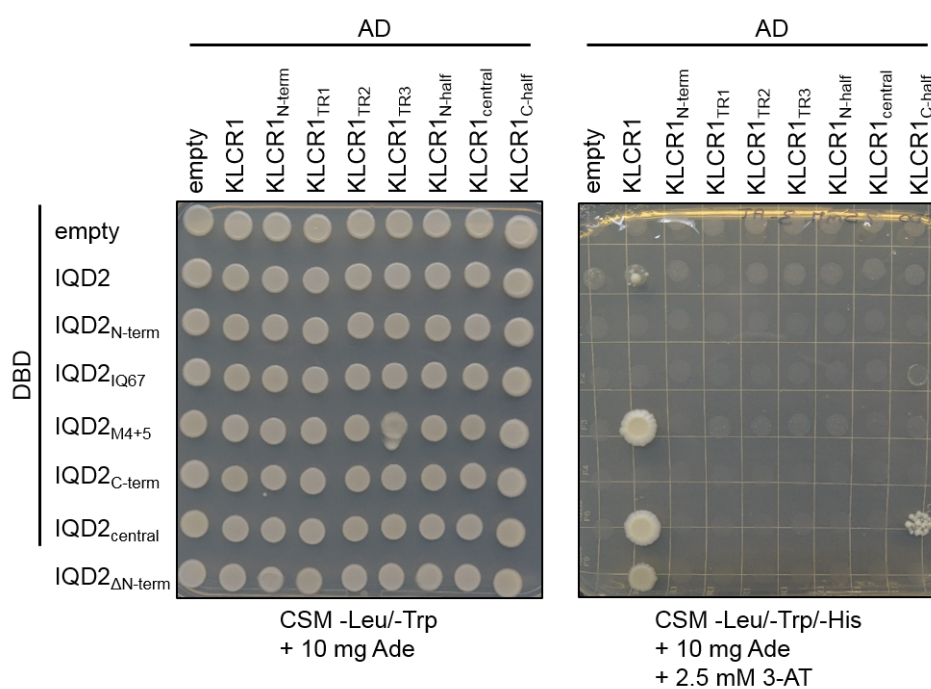 AD AD
empty KLCR1 KLCR1N-term KLCR1TR1 KLCR1TR2 KLCR1TR3 KLCR1N-half KLCR1central KLCR1C-half
empty KLCR1 KLCR1N-term KLCR1TR1 KLCR1TR2 KLCR1TR3 KLCR1N-half KLCR1central KLCR1C-half
DBD
empty
IQD2
IQD2N-term
IQD2IQ67
IQD2M4+5
IQD2C-term
IQD2central
IQD2ΔN-term
CSM -Leu/-Trp
+ 10 mg Ade
CSM -Leu/-Trp/-His
+ 10 mg Ade
+ 2.5 mM 3-AT